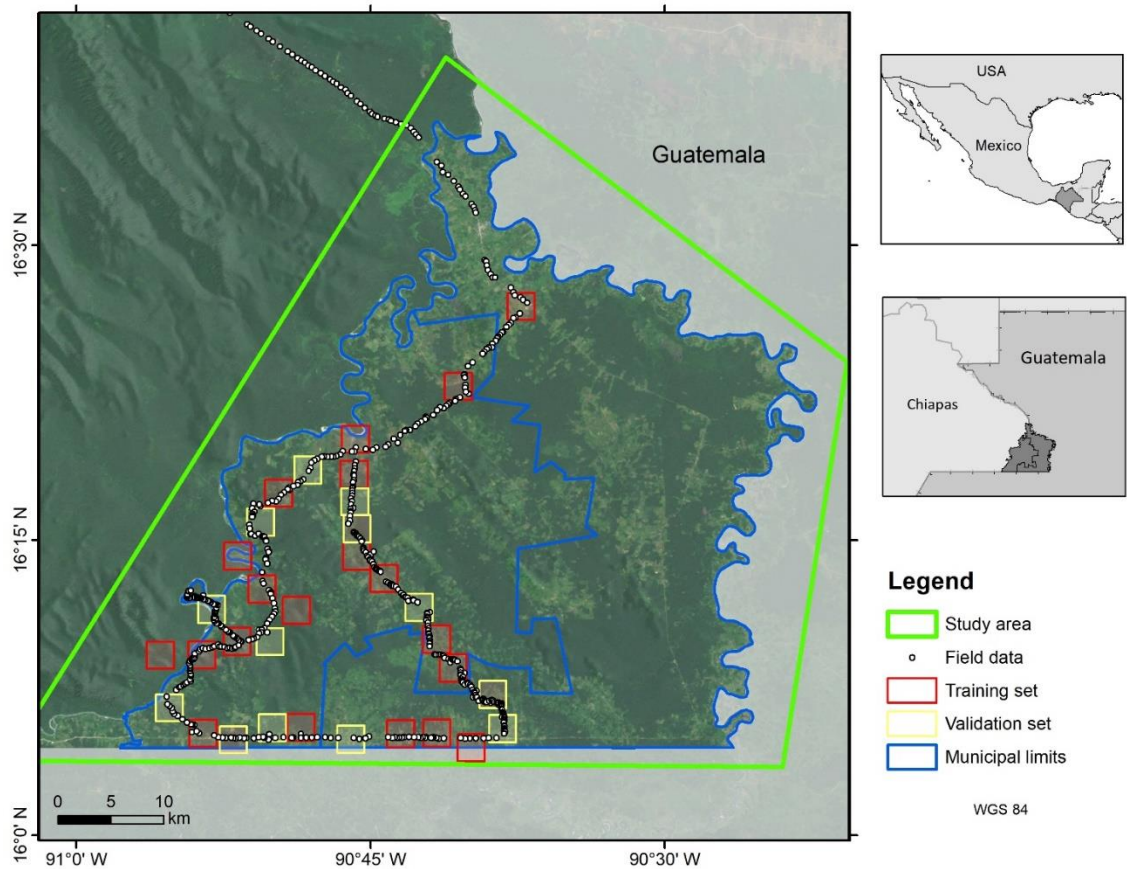 Guatemala
16°30' N
16°15' N
16°0' N
91°0' W
90°45' W
90°30' W
0
5
10
km
USA
Mexico
Guatemala
Chiapas
Legend
Study area
Field data
Training set
Validation set
Municipal limits
WGS 84